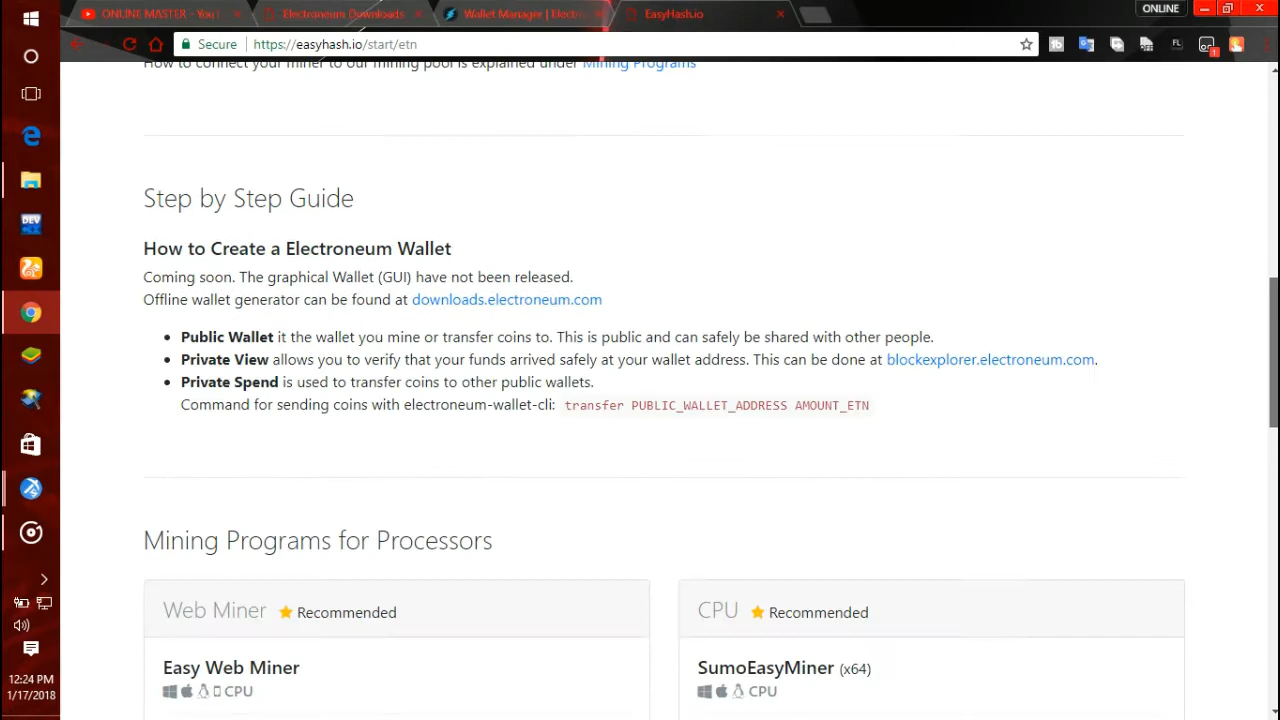 ONLINE MASTER - You
Electroneum Downloads
Wallet Manager | Electr
EasyHash.io
ONLINE
Secure
https://easyhash.io/start/etn
How to connect your miner to our mining pool is explained under Mining Programs
Step by Step Guide
How to Create a Electroneum Wallet
Coming soon. The graphical Wallet (GUI) have not been released.
Offline wallet generator can be found at downloads.electroneum.com
Public Wallet it the wallet you mine or transfer coins to. This is public and can safely be shared with other people.
Private View allows you to verify that your funds arrived safely at your wallet address. This can be done at blockexplorer.electroneum.com.
Private Spend is used to transfer coins to other public wallets.
Command for sending coins with electroneum-wallet-cli: transfer PUBLIC_WALLET_ADDRESS AMOUNT_ETN
Mining Programs for Processors
Web Miner Recommended
Easy Web Miner
CPU
CPU Recommended
SumoEasyMiner (x64)
CPU
DEV
FL
1
12:24 PM
1/17/2018